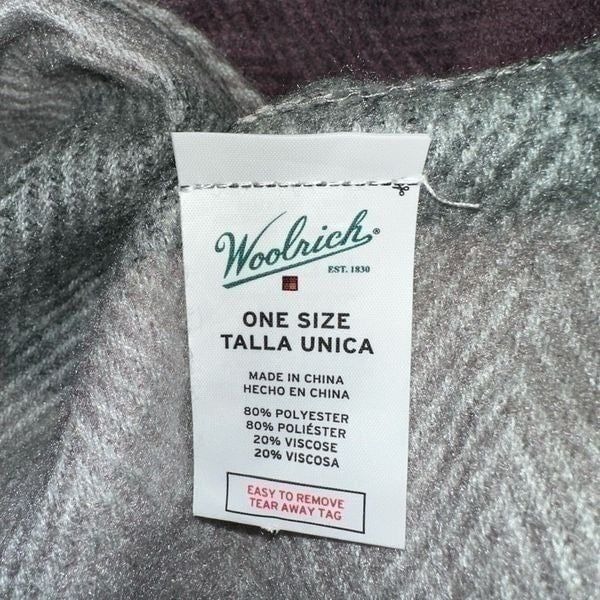 Woolrich®
EST. 1830
ONE SIZE
TALLA UNICA
MADE IN CHINA
HECHO EN CHINA
80% POLYESTER
80% POLIÉSTER
20% VISCOSE
20% VISCOSA
EASY TO REMOVE
TEAR AWAY TAG